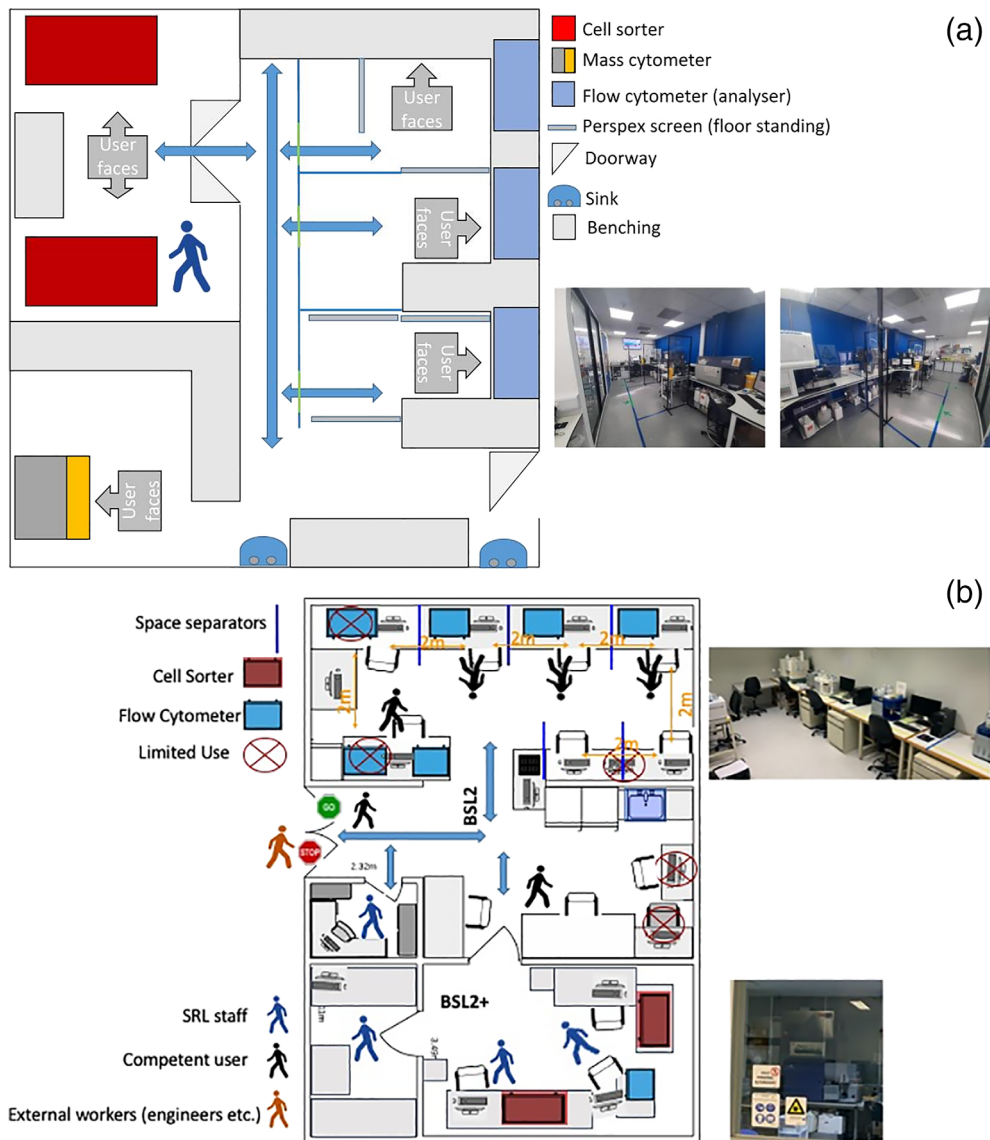 (a)
Cell sorter
Mass cytometer
Flow cytometer (analyser)
Perspex screen (floor standing)
Doorway
Sink
Benching
User
faces
User
faces
User
faces
User
faces
User
faces
(b)
Space separators
Cell Sorter
Flow Cytometer
Limited Use
2m
2m
2m
2m
2m
2m
GO
STOP
BSL2
2.32m
BSL2+
SRL staff
Competent user
External workers (engineers etc.)